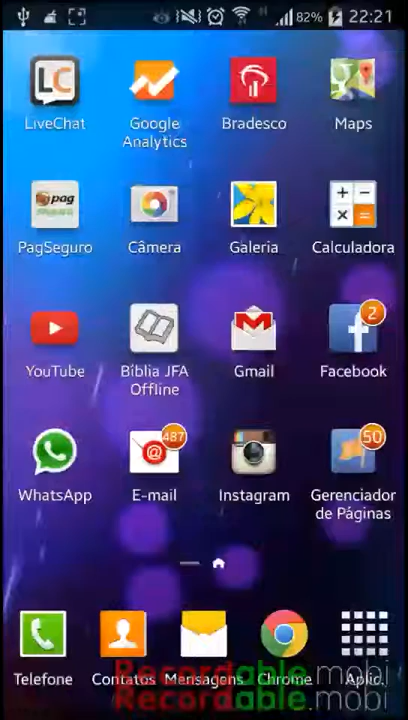 82% 22:21
LC
LiveChat
Google Analytics
Bradesco
Maps
pag
PagSeguro
Câmera
Galeria
Calculadora
YouTube
Bíblia JFA Offline
Gmail
2
Facebook
WhatsApp
487
E-mail
Instagram
50
Gerenciador de Páginas
Telefone
Contatos
Mensagens
Chrome
Aplic.
Recordable.mobi
Recordable.mobi